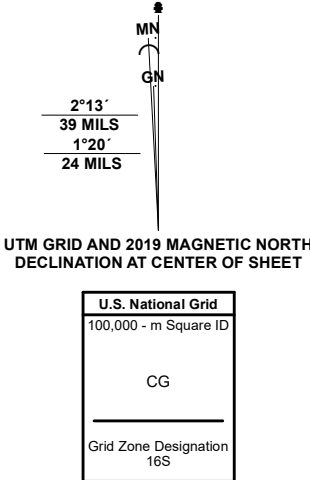 MN
GN
2°13´
39 MILS
1°20´
24 MILS
UTM GRID AND 2019 MAGNETIC NORTH
DECLINATION AT CENTER OF SHEET
U.S. National Grid
100,000 - m Square ID
CG
Grid Zone Designation
16S